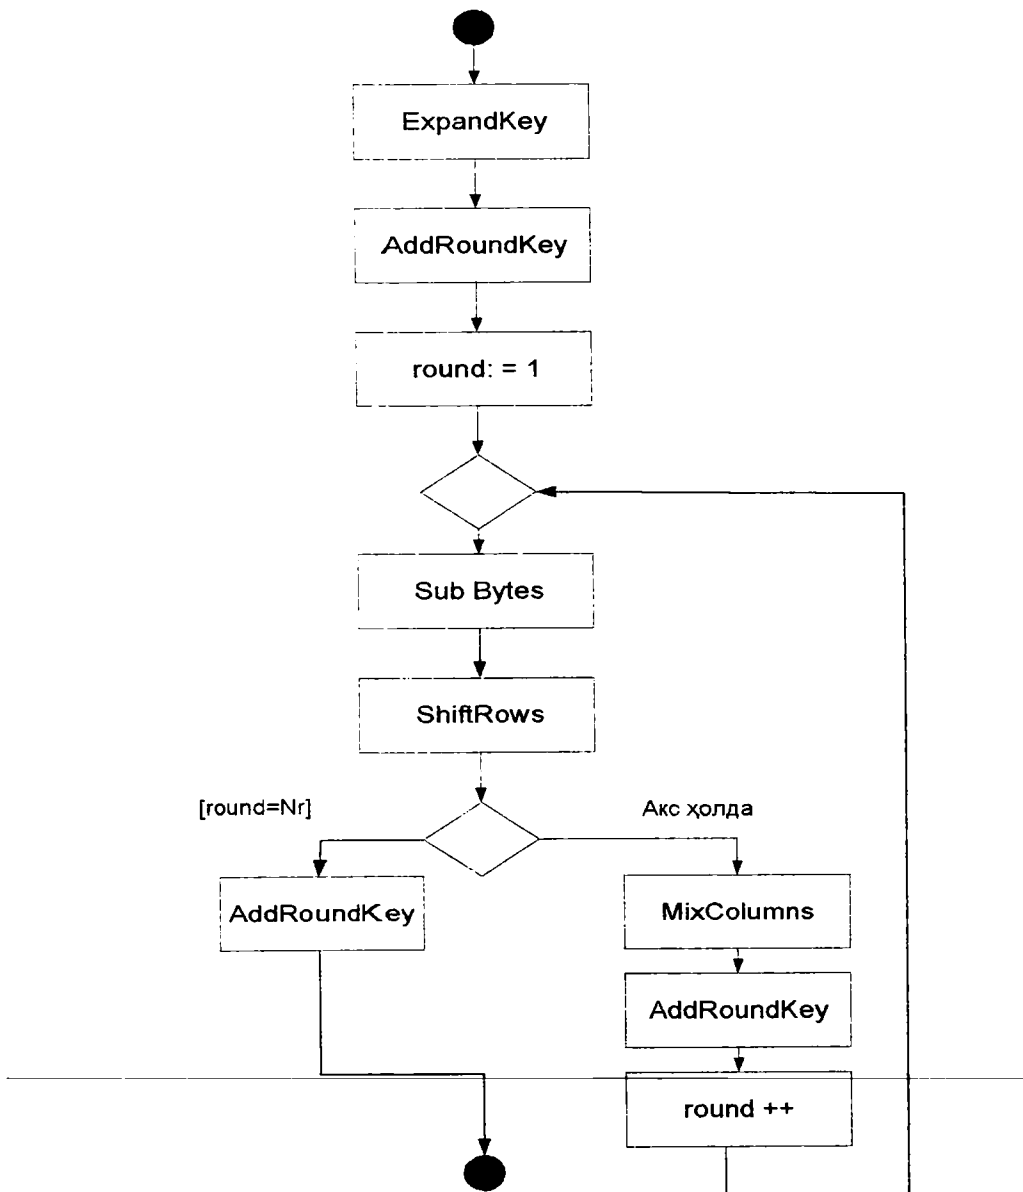 ExpandKey
AddRoundKey
round: = 1
Sub Bytes
ShiftRows
[round=Nr]
Акс ҳолда
AddRoundKey
MixColumns
AddRoundKey
round ++